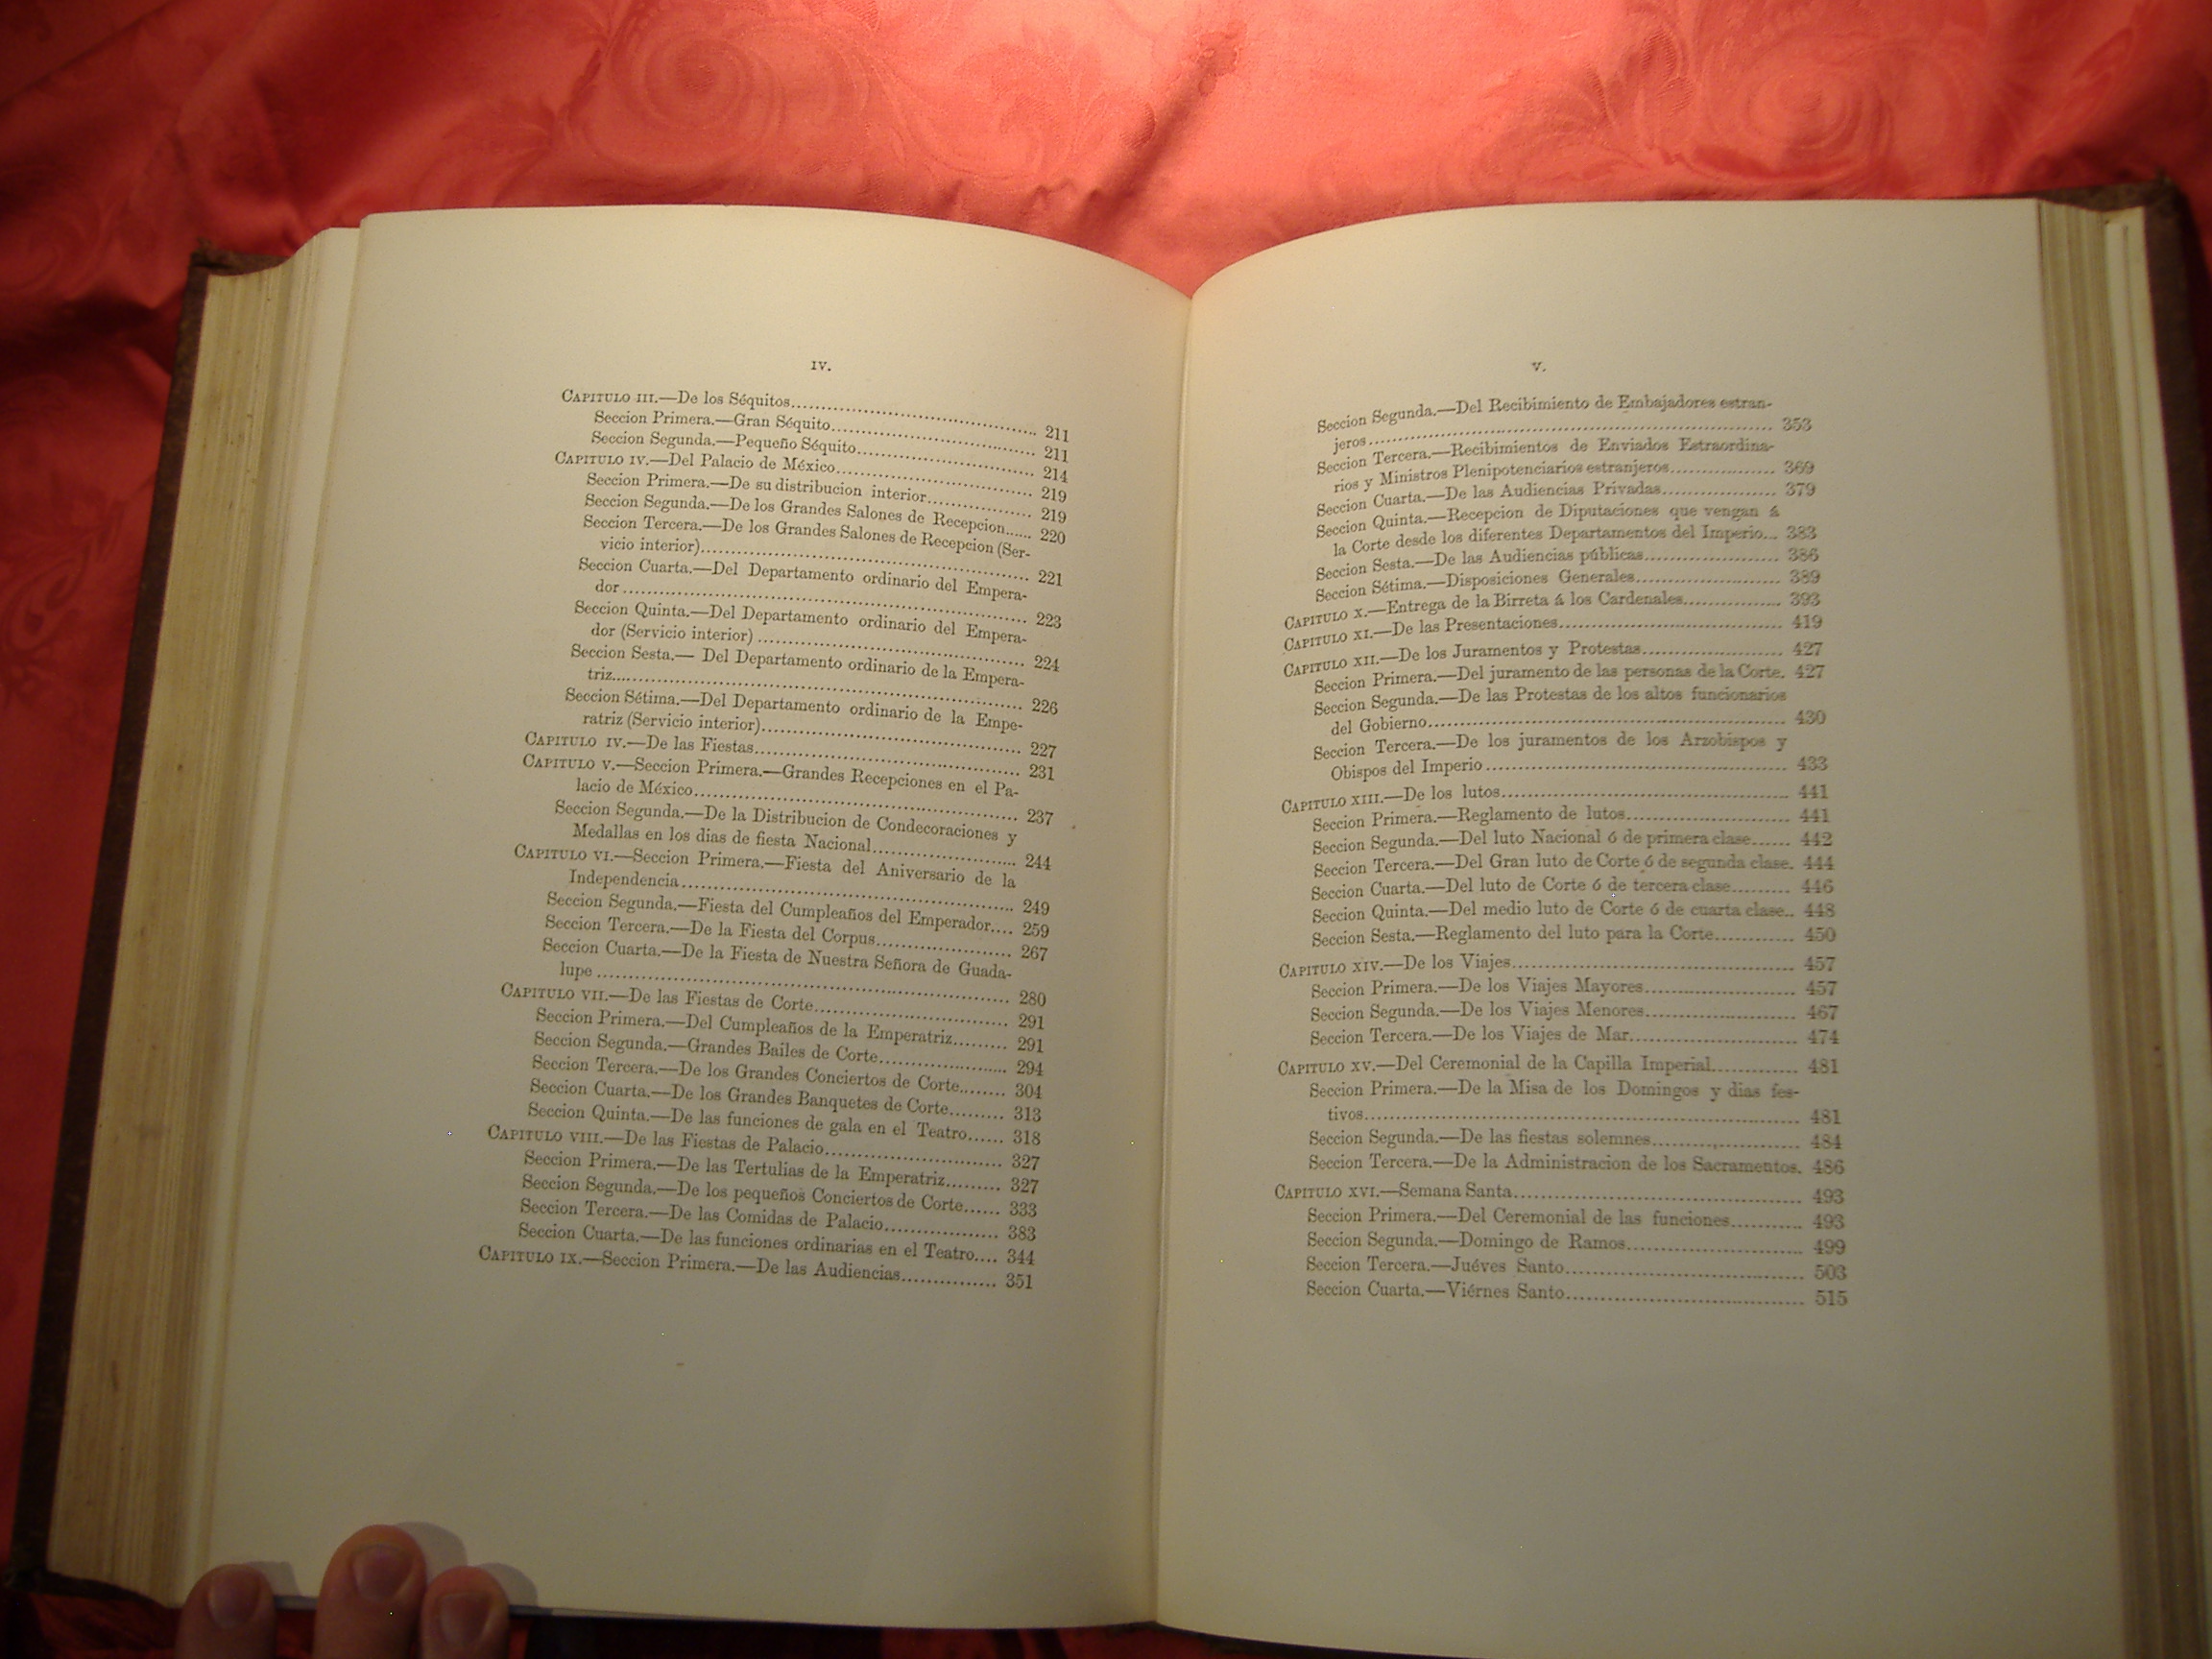 IV.
CAPITULO III.—De los Séquitos.......... 211
Seccion Primera.—Gran Séquito.......... 211
Seccion Segunda.—Pequeño Séquito.......... 214
CAPITULO IV.—Del Palacio de México.......... 219
Seccion Primera.—De su distribucion interior.......... 219
Seccion Segunda.—De los Grandes Salones de Recepcion...... 220
Seccion Tercera.—De los Grandes Salones de Recepcion (Ser-
vicio interior).......... 221
Seccion Cuarta.—Del Departamento ordinario del Empera-
dor.......... 223
Seccion Quinta.—Del Departamento ordinario del Empera-
dor (Servicio interior).......... 224
Seccion Sesta.— Del Departamento ordinario de la Empera-
triz.......... 226
Seccion Sétima.—Del Departamento ordinario de la Empe-
ratriz (Servicio interior).......... 227
CAPITULO IV.—De las Fiestas.......... 231
CAPITULO V.—Seccion Primera.—Grandes Recepciones en el Pa-
lacio de México.......... 237
Seccion Segunda.—De la Distribucion de Condecoraciones y
Medallas en los dias de fiesta Nacional.......... 244
CAPITULO VI.—Seccion Primera.—Fiesta del Aniversario de la
Independencia.......... 249
Seccion Segunda.—Fiesta del Cumpleaños del Emperador.... 259
Seccion Tercera.—De la Fiesta del Corpus.......... 267
Seccion Cuarta.—De la Fiesta de Nuestra Señora de Guada-
lupe.......... 280
CAPITULO VII.—De las Fiestas de Corte.......... 291
Seccion Primera.—Del Cumpleaños de la Emperatriz......... 291
Seccion Segunda.—Grandes Bailes de Corte.......... 294
Seccion Tercera.—De los Grandes Conciertos de Corte........ 304
Seccion Cuarta.—De los Grandes Banquetes de Corte......... 313
Seccion Quinta.—De las funciones de gala en el Teatro...... 318
CAPITULO VIII.—De las Fiestas de Palacio.......... 327
Seccion Primera.—De las Tertulias de la Emperatriz......... 327
Seccion Segunda.—De los pequeños Conciertos de Corte...... 333
Seccion Tercera.—De las Comidas de Palacio.......... 383
Seccion Cuarta.—De las funciones ordinarias en el Teatro.... 344
CAPITULO IX.—Seccion Primera.—De las Audiencias.......... 351
V.
Seccion Segunda.—Del Recibimiento de Embajadores estran-
jeros.......... 353
Seccion Tercera.—Recibimientos de Enviados Estraordina-
rios y Ministros Plenipotenciarios estranjeros.......... 369
Seccion Cuarta.—De las Audiencias Privadas.......... 379
Seccion Quinta.—Recepcion de Diputaciones que vengan á
la Corte desde los diferentes Departamentos del Imperio... 383
Seccion Sesta.—De las Audiencias públicas.......... 386
Seccion Sétima.—Disposiciones Generales.......... 389
CAPITULO X.—Entrega de la Birreta á los Cardenales.......... 393
CAPITULO XI.—De las Presentaciones.......... 419
CAPITULO XII.—De los Juramentos y Protestas.......... 427
Seccion Primera.—Del juramento de las personas de la Corte. 427
Seccion Segunda.—De las Protestas de los altos funcionarios
del Gobierno.......... 430
Seccion Tercera.—De los juramentos de los Arzobispos y
Obispos del Imperio.......... 433
CAPITULO XIII.—De los lutos.......... 441
Seccion Primera.—Reglamento de lutos.......... 441
Seccion Segunda.—Del luto Nacional ó de primera clase...... 442
Seccion Tercera.—Del Gran luto de Corte ó de segunda clase. 444
Seccion Cuarta.—Del luto de Corte ó de tercera clase......... 446
Seccion Quinta.—Del medio luto de Corte ó de cuarta clase.. 448
Seccion Sesta.—Reglamento del luto para la Corte.......... 450
CAPITULO XIV.—De los Viajes.......... 457
Seccion Primera.—De los Viajes Mayores.......... 457
Seccion Segunda.—De los Viajes Menores.......... 467
Seccion Tercera.—De los Viajes de Mar.......... 474
CAPITULO XV.—Del Ceremonial de la Capilla Imperial.......... 481
Seccion Primera.—De la Misa de los Domingos y dias fes-
tivos.......... 481
Seccion Segunda.—De las fiestas solemnes.......... 484
Seccion Tercera.—De la Administracion de los Sacramentos. 486
CAPITULO XVI.—Semana Santa.......... 493
Seccion Primera.—Del Ceremonial de las funciones.......... 493
Seccion Segunda.—Domingo de Ramos.......... 499
Seccion Tercera.—Juéves Santo.......... 503
Seccion Cuarta.—Viérnes Santo.......... 515